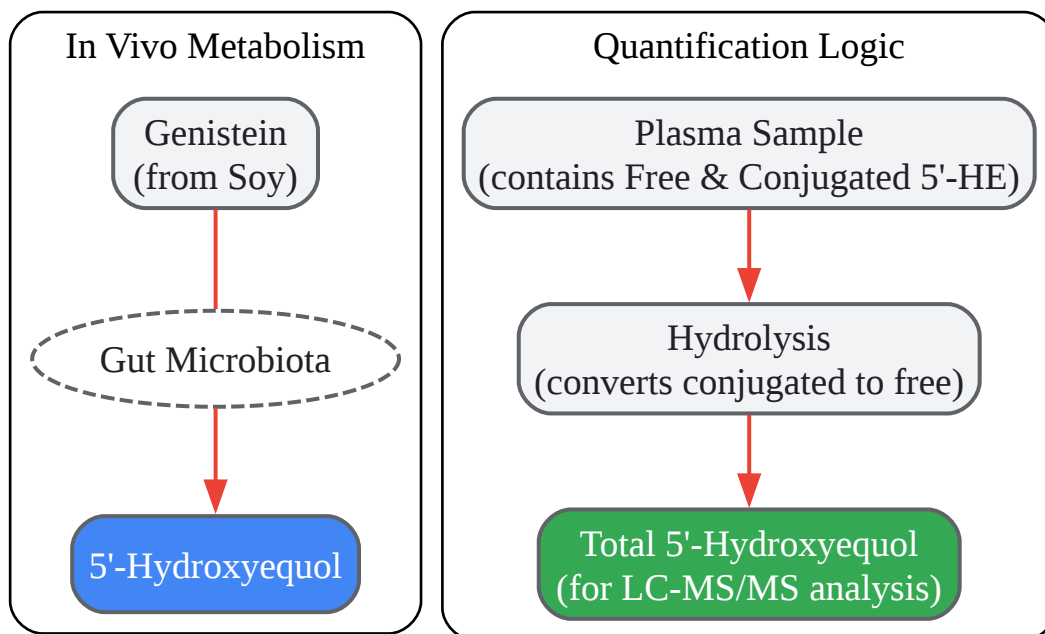 In Vivo Metabolism
Genistein
(from Soy)
Gut Microbiota
5'-Hydroxyequol
Quantification Logic
Plasma Sample
(contains Free & Conjugated 5'-HE)
Hydrolysis
(converts conjugated to free)
Total 5'-Hydroxyequol
(for LC-MS/MS analysis)